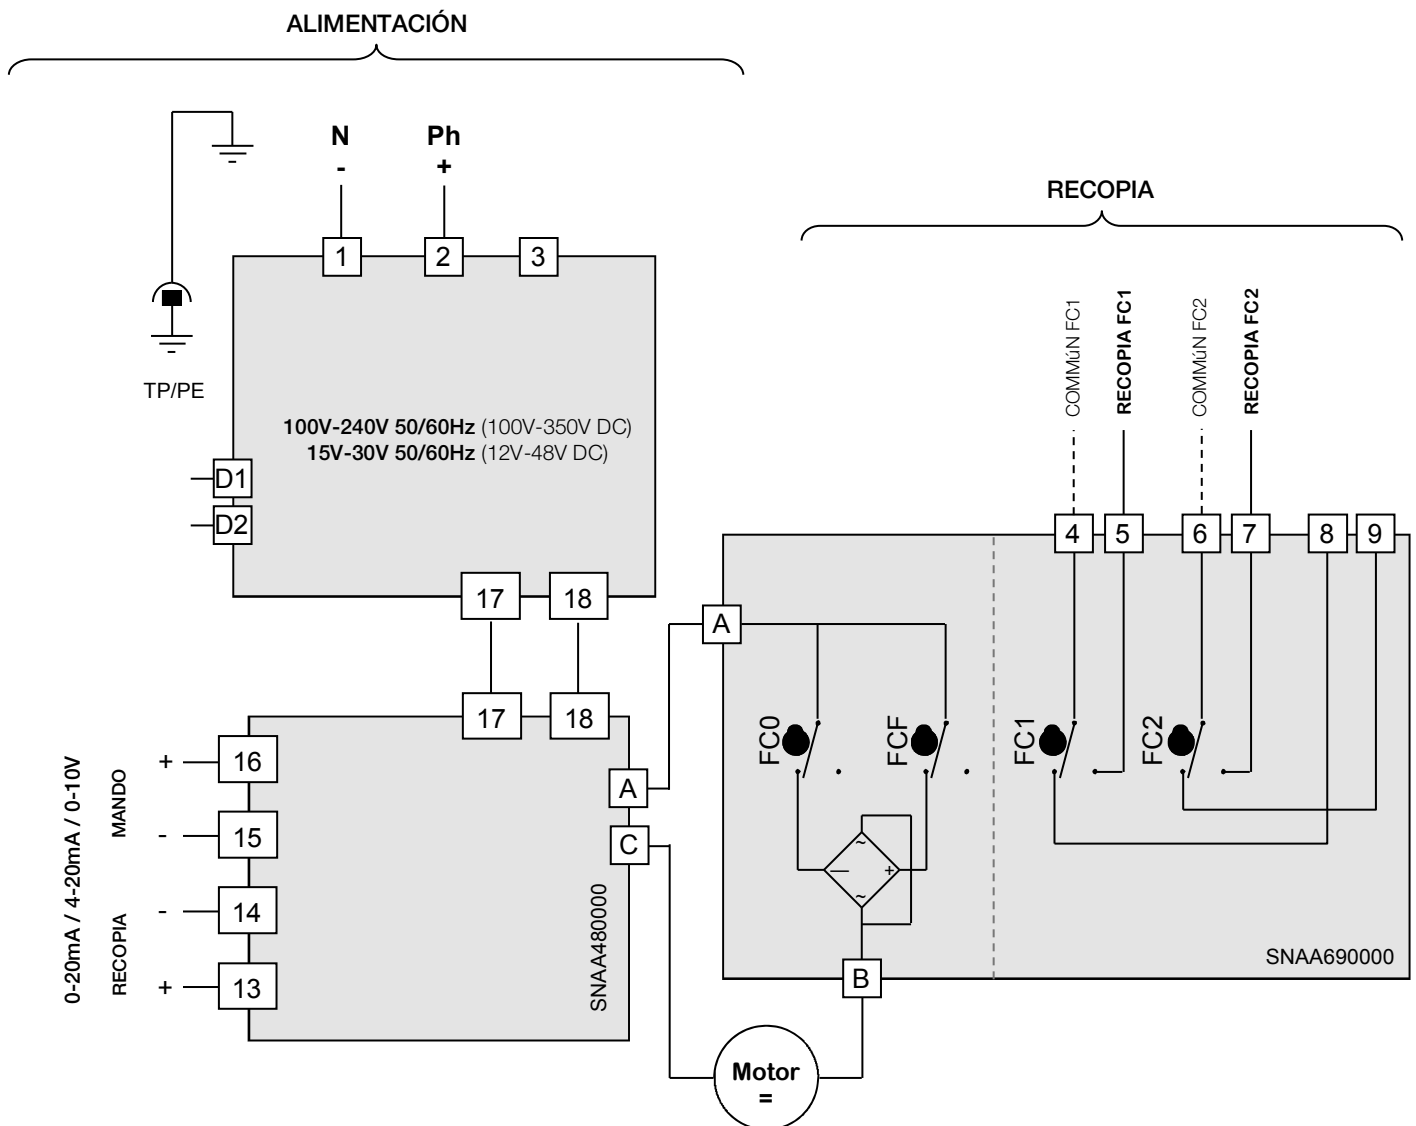 ALIMENTACIÓN
N
-
Ph
+
RECOPIA
1
2
3
COMMúN FC1
RECOPIA FC1
COMMúN FC2
RECOPIA FC2
TP/PE
100V-240V 50/60Hz (100V-350V DC)
15V-30V 50/60Hz (12V-48V DC)
D1
D2
4
5
6
7
8
9
17
18
A
17
18
FC0
FCF
FC1
FC2
0-20mA / 4-20mA / 0-10V
MANDO
+
16
-
15
RECOPIA
-
14
+
13
A
C
SNAA480000
~
—
+
~
SNAA690000
B
Motor
=